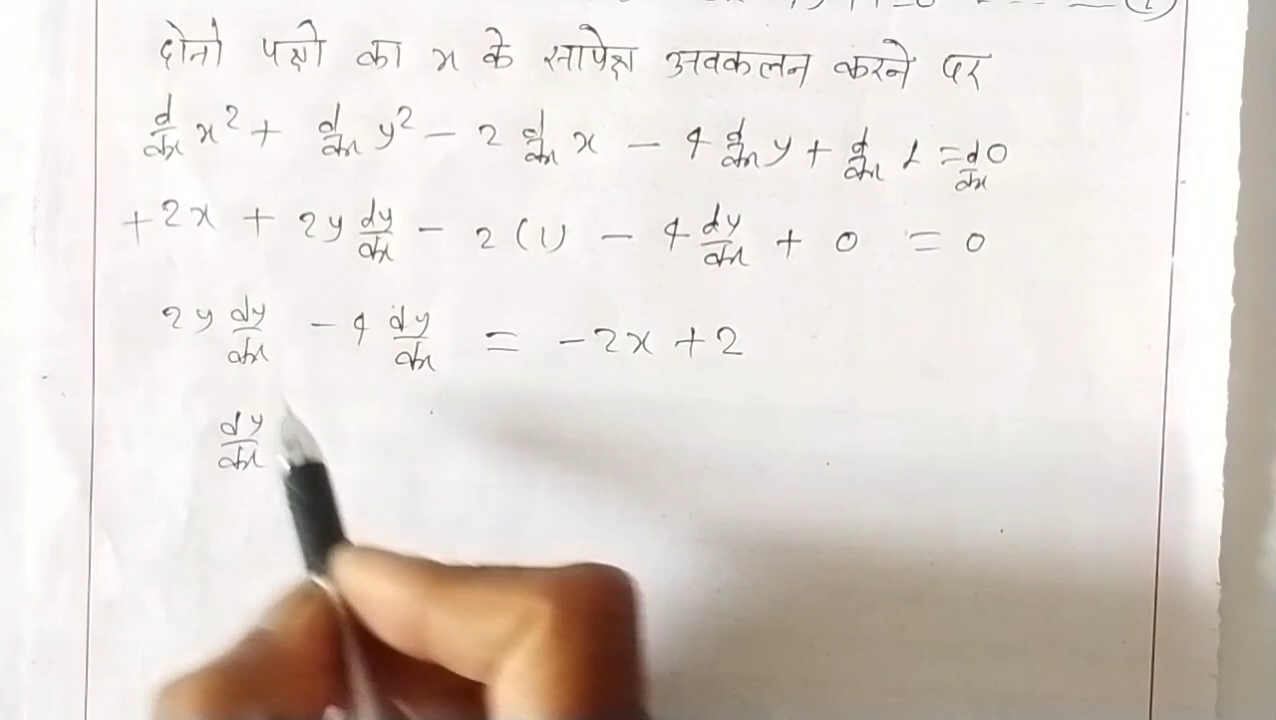 दोनो पक्षो का x के सापेक्ष अवकलन करने पर
d/dx x² + d/dx y² - 2 d/dx x - 4 d/dx y + d/dx 1 = d/dx 0
+2x + 2y dy/dx - 2(1) - 4 dy/dx + 0 = 0
2y dy/dx - 4 dy/dx = -2x + 2
dy/dx